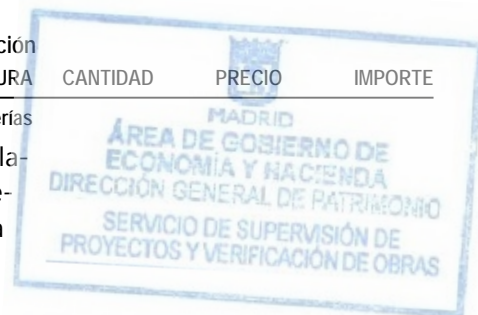 ción
URA CANTIDAD PRECIO IMPORTE
erías
MADRID
ÁREA DE GOBIERNO DE
ECONOMÍA Y HACIENDA
DIRECCIÓN GENERAL DE PATRIMONIO
SERVICIO DE SUPERVISIÓN DE
PROYECTOS Y VERIFICACIÓN DE OBRAS
la-